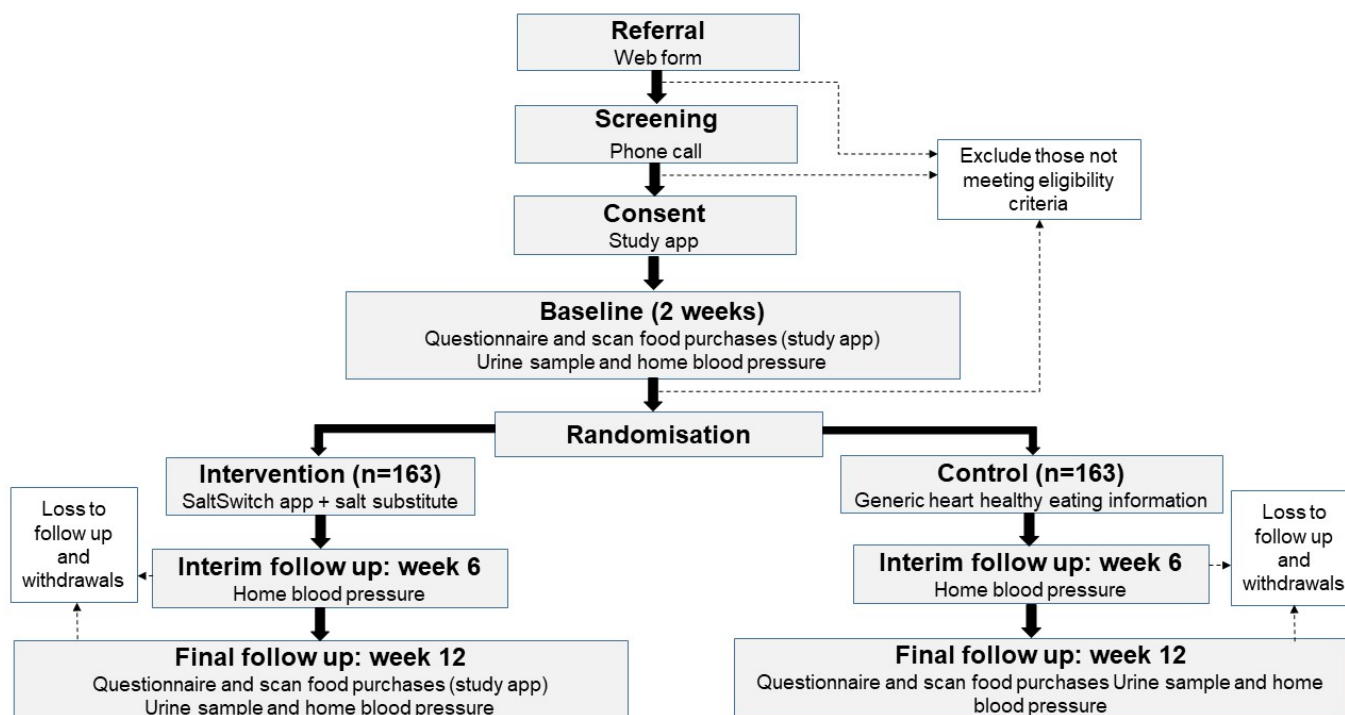 Referral
Web form
Screening
Phone call
Exclude those not
meeting eligibility
criteria
Consent
Study app
Baseline (2 weeks)
Questionnaire and scan food purchases (study app)
Urine sample and home blood pressure
Randomisation
Intervention (n=163)
SaltSwitch app + salt substitute
Control (n=163)
Generic heart healthy eating information
Loss to
follow up
and
withdrawals
Interim follow up: week 6
Home blood pressure
Interim follow up: week 6
Home blood pressure
Loss to
follow up
and
withdrawals
Final follow up: week 12
Questionnaire and scan food purchases (study app)
Urine sample and home blood pressure
Final follow up: week 12
Questionnaire and scan food purchases Urine sample and home
blood pressure